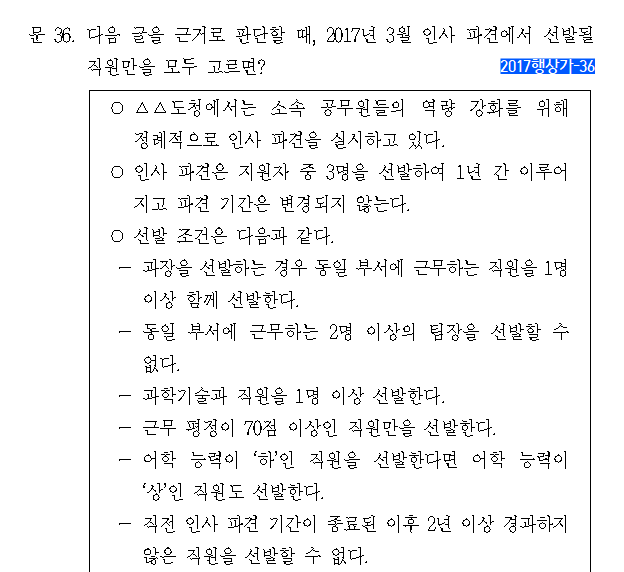 문 36. 다음 글을 근거로 판단할 때, 2017년 3월 인사 파견에서 선발될
직원만을 모두 고르면?
2017행상가-36
○ △△도청에서는 소속 공무원들의 역량 강화를 위해
정례적으로 인사 파견을 실시하고 있다.
○ 인사 파견은 지원자 중 3명을 선발하여 1년 간 이루어
지고 파견 기간은 변경되지 않는다.
○ 선발 조건은 다음과 같다.
- 과장을 선발하는 경우 동일 부서에 근무하는 직원을 1명
이상 함께 선발한다.
- 동일 부서에 근무하는 2명 이상의 팀장을 선발할 수
없다.
- 과학기술과 직원을 1명 이상 선발한다.
- 근무 평정이 70점 이상인 직원만을 선발한다.
- 어학 능력이 ‘하’인 직원을 선발한다면 어학 능력이
‘상’인 직원도 선발한다.
- 직전 인사 파견 기간이 종료된 이후 2년 이상 경과하지
않은 직원을 선발할 수 없다.